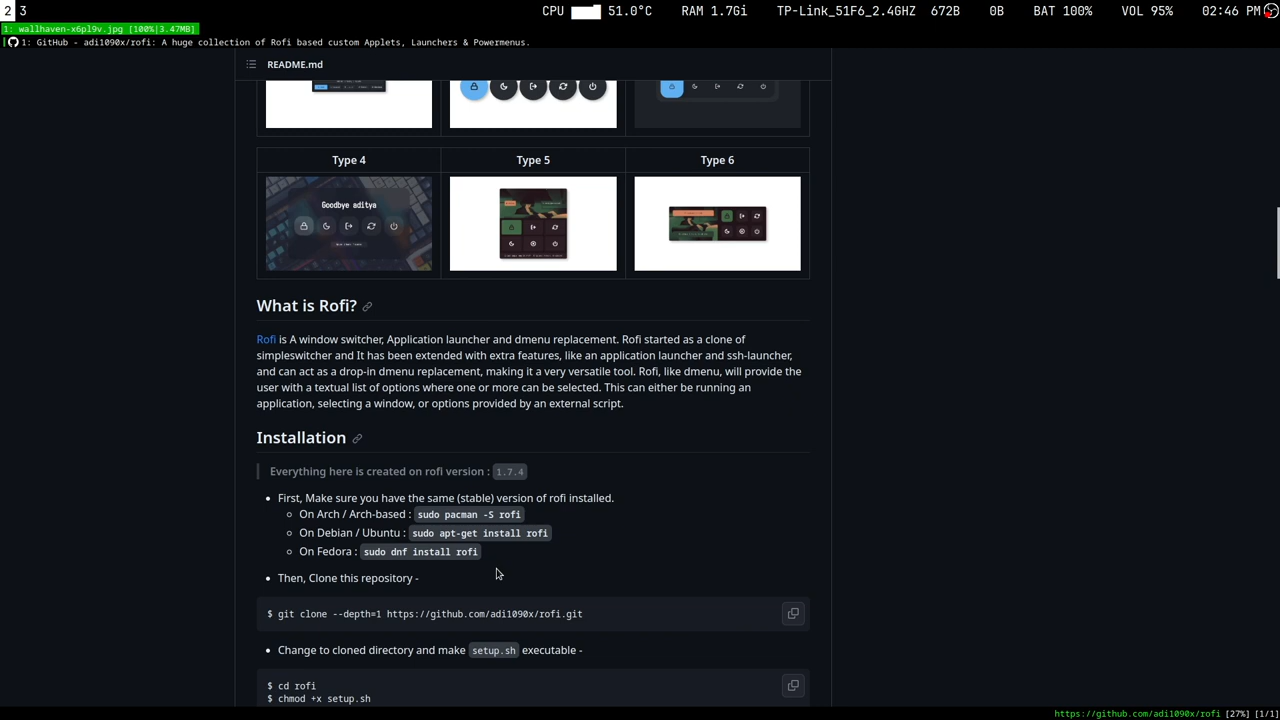 2 3 CPU 51.0°C RAM 1.7Gi TP-Link_51F6_2.4GHZ 672B 0B BAT 100% VOL 95% 02:46 PM
1: wallhaven-x6pl9v.jpg [100%|3.47MB]
1: GitHub - adi1090x/rofi: A huge collection of Rofi based custom Applets, Launchers & Powermenus.
README.md
Type 4 Type 5 Type 6
Goodbye aditya
What is Rofi?
Rofi is A window switcher, Application launcher and dmenu replacement. Rofi started as a clone of
simpleswitcher and It has been extended with extra features, like an application launcher and ssh-launcher,
and can act as a drop-in dmenu replacement, making it a very versatile tool. Rofi, like dmenu, will provide the
user with a textual list of options where one or more can be selected. This can either be running an
application, selecting a window, or options provided by an external script.
Installation
Everything here is created on rofi version : 1.7.4
First, Make sure you have the same (stable) version of rofi installed.
On Arch / Arch-based : sudo pacman -S rofi
On Debian / Ubuntu : sudo apt-get install rofi
On Fedora : sudo dnf install rofi
Then, Clone this repository -
$ git clone --depth=1 https://github.com/adi1090x/rofi.git
Change to cloned directory and make setup.sh executable -
$ cd rofi
$ chmod +x setup.sh
https://github.com/adi1090x/rofi [27%] [1/1]